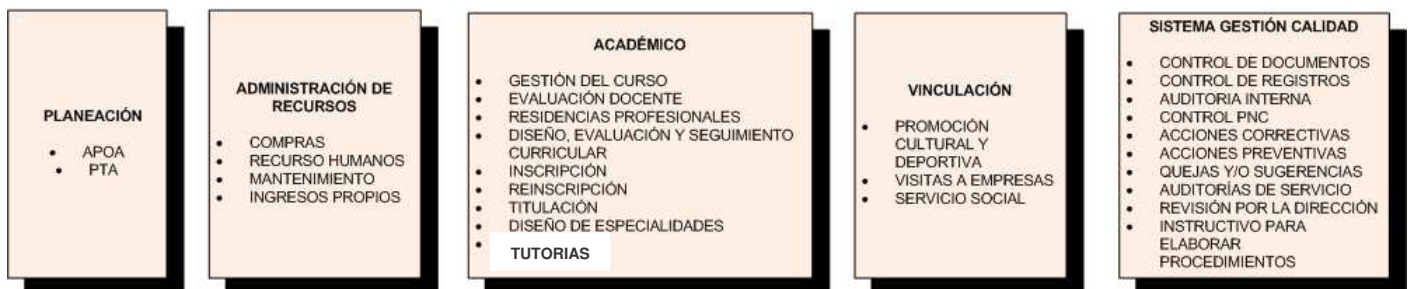 PLANEACIÓN
• APOA
• PTA
ADMINISTRACIÓN DE
RECURSOS
• COMPRAS
• RECURSO HUMANOS
• MANTENIMIENTO
• INGRESOS PROPIOS
ACADÉMICO
• GESTIÓN DEL CURSO
• EVALUACIÓN DOCENTE
• RESIDENCIAS PROFESIONALES
• DISEÑO, EVALUACIÓN Y SEGUIMIENTO
CURRICULAR
• INSCRIPCIÓN
• REINSCRIPCIÓN
• TITULACIÓN
• DISEÑO DE ESPECIALIDADES
• TUTORIAS
VINCULACIÓN
• PROMOCIÓN
CULTURAL Y
DEPORTIVA
• VISITAS A EMPRESAS
• SERVICIO SOCIAL
SISTEMA GESTIÓN CALIDAD
• CONTROL DE DOCUMENTOS
• CONTROL DE REGISTROS
• AUDITORIA INTERNA
• CONTROL PNC
• ACCIONES CORRECTIVAS
• ACCIONES PREVENTIVAS
• QUEJAS Y/O SUGERENCIAS
• AUDITORÍAS DE SERVICIO
• REVISIÓN POR LA DIRECCIÓN
• INSTRUCTIVO PARA
ELABORAR
PROCEDIMIENTOS